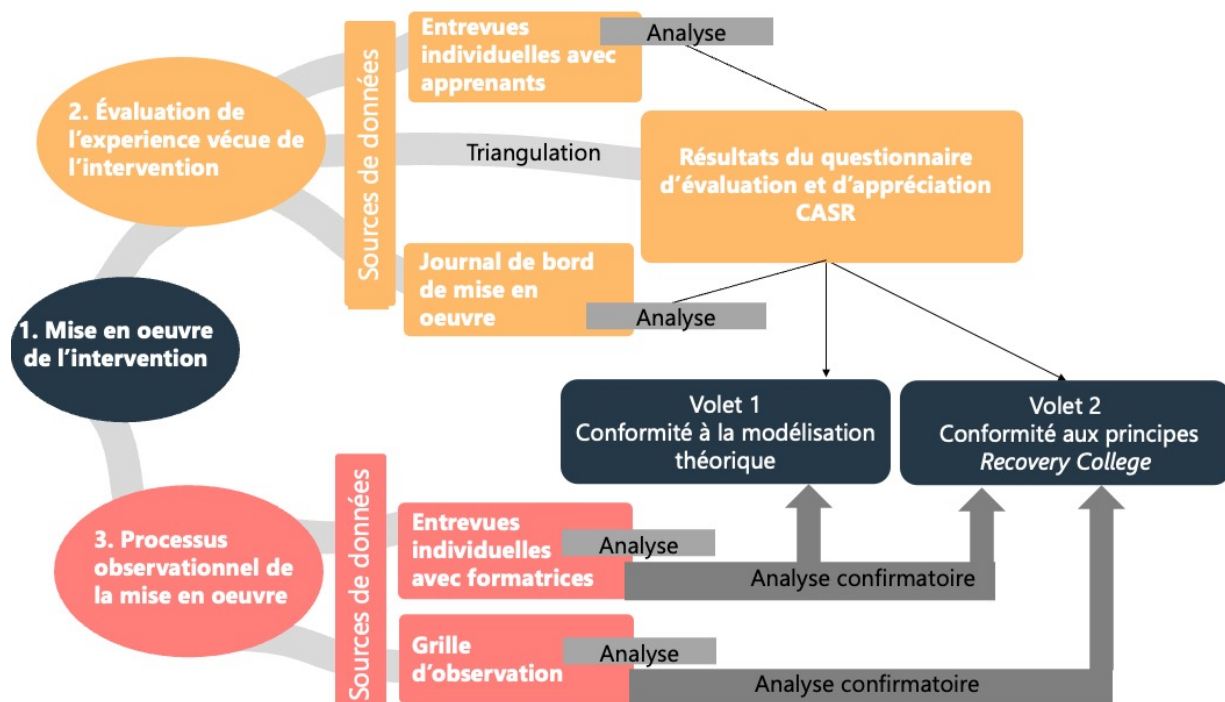 Entrevues
individuelles avec
apprenants
Analyse
Sources de données
2. Évaluation de
l'experience vécue de
l'intervention
Triangulation
Résultats du questionnaire
d'évaluation et d'appréciation
CASR
Journal de bord
de mise en
oeuvre
Analyse
1. Mise en oeuvre
de l'intervention
Volet 1
Conformité à la modélisation
théorique
Volet 2
Conformité aux principes
Recovery College
3. Processus
observationnel de
la mise en oeuvre
Sources de données
Entrevues
individuelles
avec formatrices
Analyse
Analyse confirmatoire
Grille
d'observation
Analyse
Analyse confirmatoire